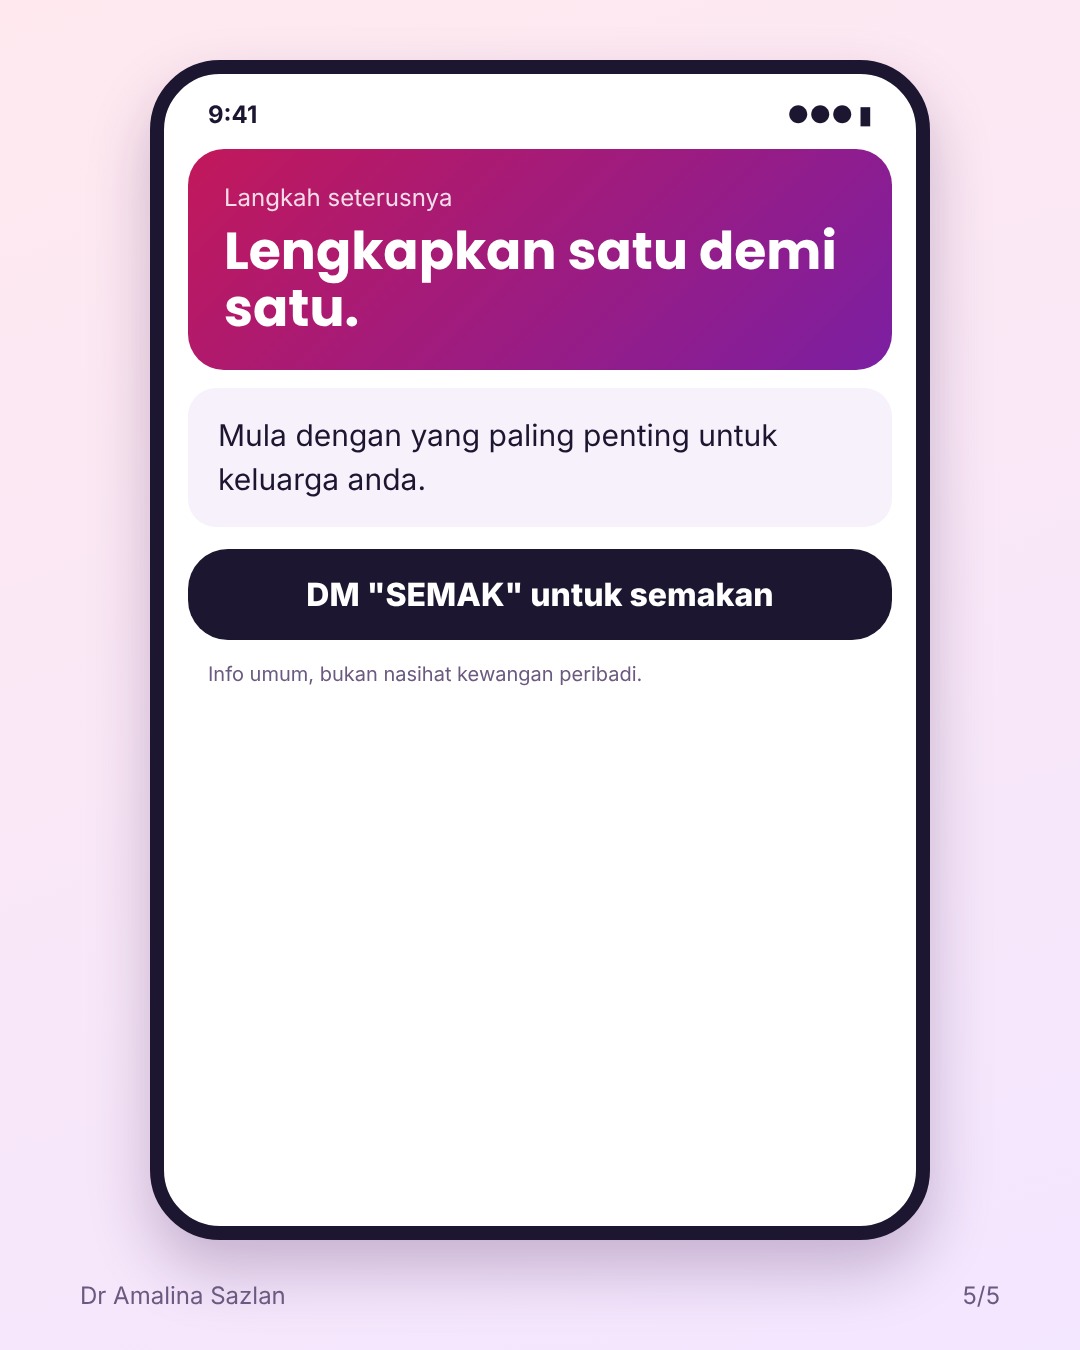 9:41
Langkah seterusnya
Lengkapkan satu demi
satu.
Mula dengan yang paling penting untuk
keluarga anda.
DM "SEMAK" untuk semakan
Info umum, bukan nasihat kewangan peribadi.
Dr Amalina Sazlan
5/5